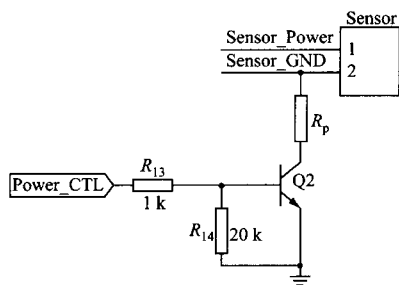 Sensor
Sensor_Power
1
Sensor_GND
2
Rp
R13
Q2
Power_CTL
1 k
R14
20 k